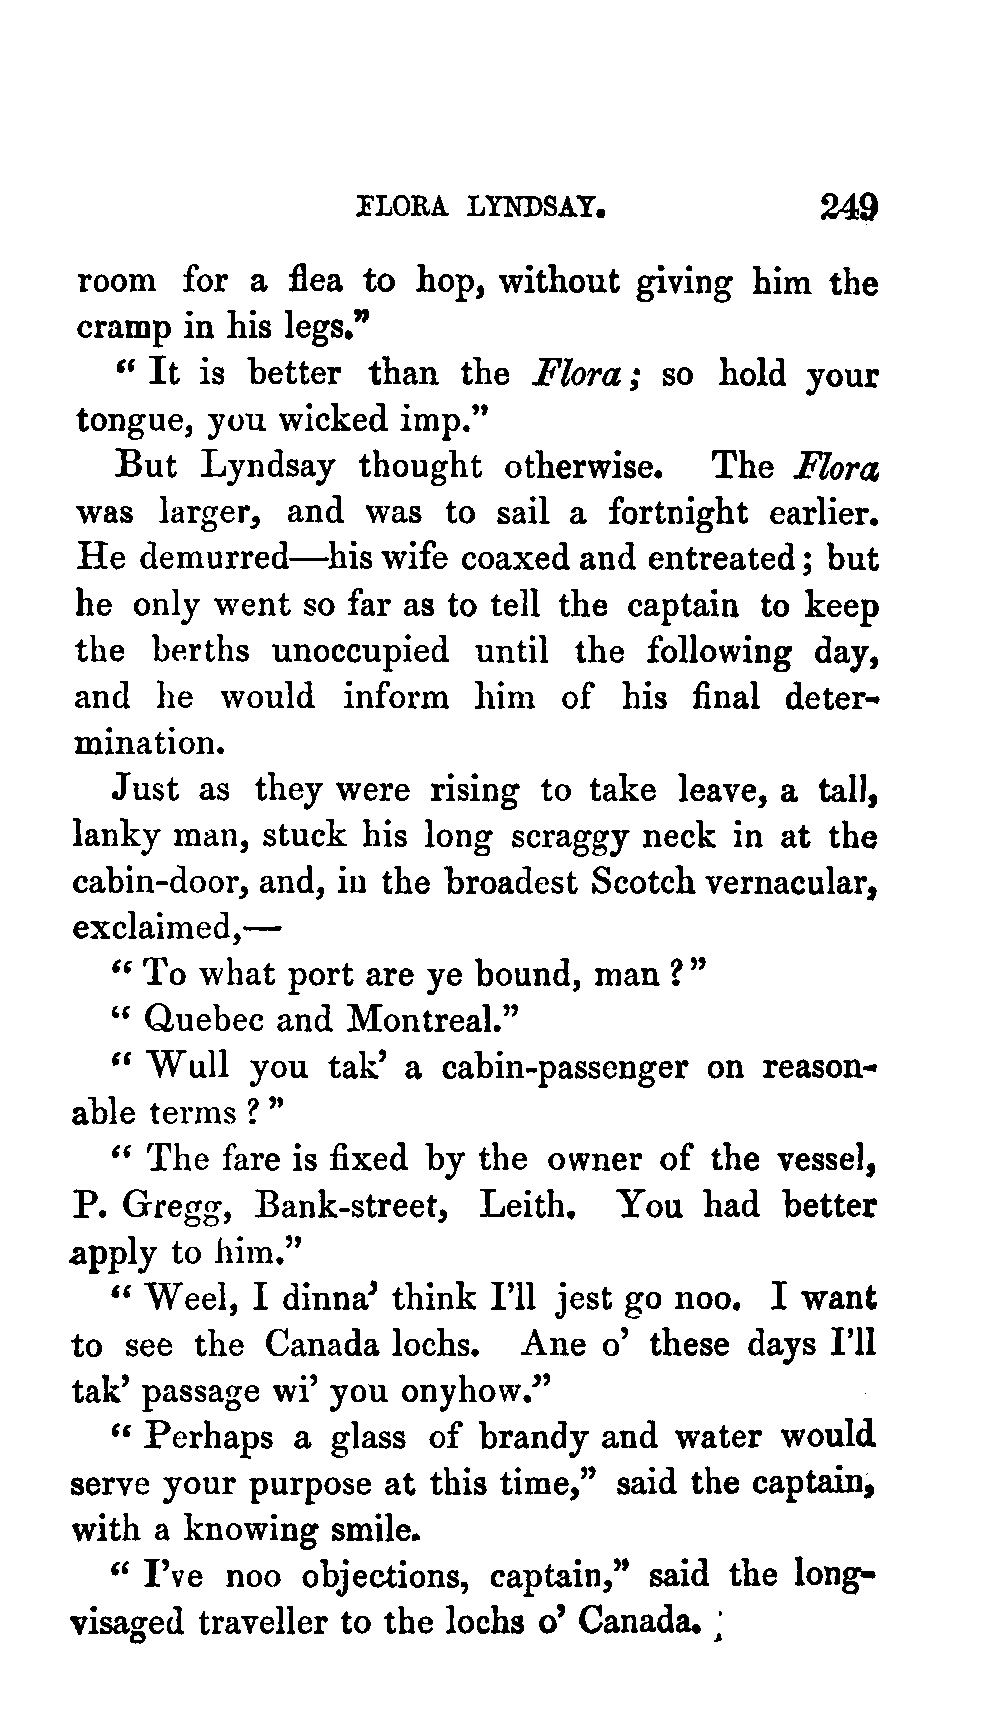 FLORA LYNDSAY. 249
room for a flea to hop, without giving him the
cramp in his legs."
"It is better than the Flora; so hold your
tongue, you wicked imp."
But Lyndsay thought otherwise. The Flora
was larger, and was to sail a fortnight earlier.
He demurred—his wife coaxed and entreated; but
he only went so far as to tell the captain to keep
the berths unoccupied until the following day,
and he would inform him of his final deter-
mination.
Just as they were rising to take leave, a tall,
lanky man, stuck his long scraggy neck in at the
cabin-door, and, in the broadest Scotch vernacular,
exclaimed,—
"To what port are ye bound, man?"
"Quebec and Montreal."
"Wull you tak' a cabin-passenger on reason-
able terms?"
"The fare is fixed by the owner of the vessel,
P. Gregg, Bank-street, Leith. You had better
apply to him."
"Weel, I dinna' think I'll jest go noo. I want
to see the Canada lochs. Ane o' these days I'll
tak' passage wi' you onyhow."
"Perhaps a glass of brandy and water would
serve your purpose at this time," said the captain,
with a knowing smile.
"I've noo objections, captain," said the long-
visaged traveller to the lochs o' Canada.